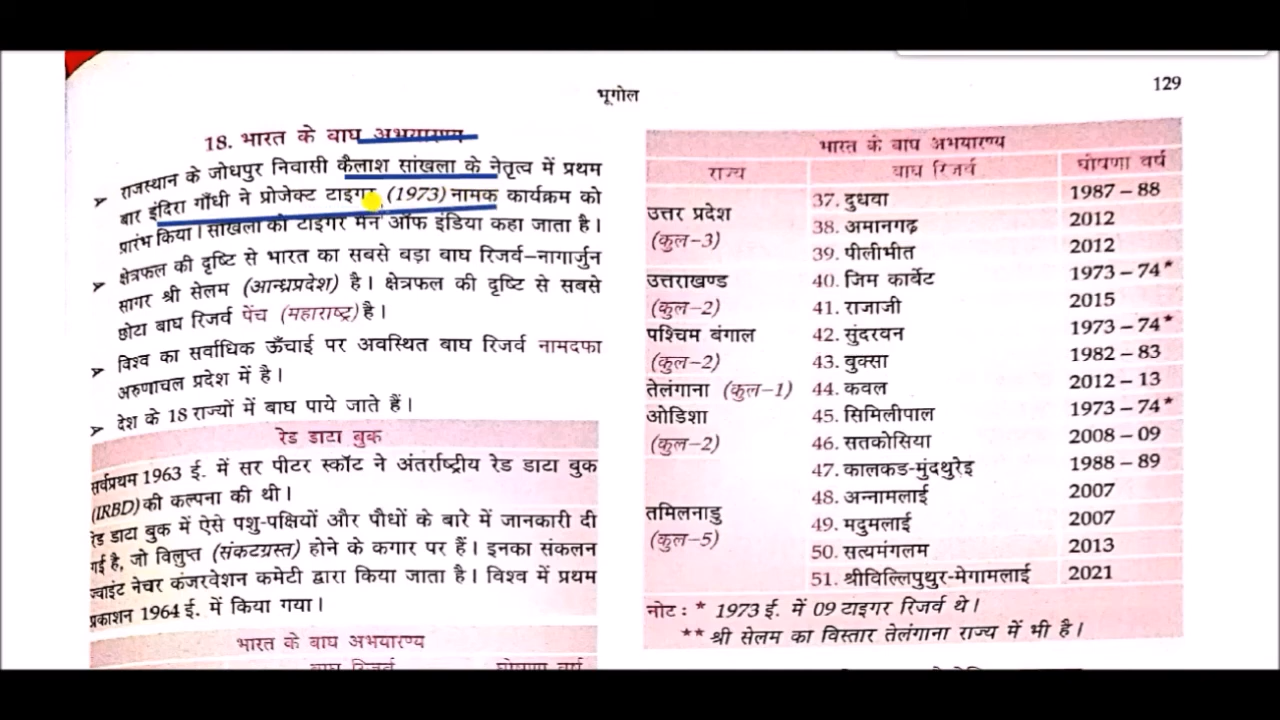 भूगोल
129
18. भारत के बाघ अभयारण्य
➤ राजस्थान के जोधपुर निवासी कैलाश सांखला के नेतृत्व में प्रथम
बार इंदिरा गाँधी ने प्रोजेक्ट टाइगर (1973) नामक कार्यक्रम को
प्रारंभ किया। सांखला को टाइगर मैन ऑफ इंडिया कहा जाता है।
➤ क्षेत्रफल की दृष्टि से भारत का सबसे बड़ा बाघ रिजर्व–नागार्जुन
सागर श्री सेलम (आन्ध्रप्रदेश) है। क्षेत्रफल की दृष्टि से सबसे
छोटा बाघ रिजर्व पेंच (महाराष्ट्र) है।
➤ विश्व का सर्वाधिक ऊँचाई पर अवस्थित बाघ रिजर्व नामदफा
अरुणाचल प्रदेश में है।
➤ देश के 18 राज्यों में बाघ पाये जाते हैं।
रेड डाटा बुक
सर्वप्रथम 1963 ई. में सर पीटर स्कॉट ने अंतर्राष्ट्रीय रेड डाटा बुक
(IRBD) की कल्पना की थी।
रेड डाटा बुक में ऐसे पशु-पक्षियों और पौधों के बारे में जानकारी दी
गई है, जो विलुप्त (संकटग्रस्त) होने के कगार पर हैं। इनका संकलन
ज्वाइंट नेचर कंजरवेशन कमेटी द्वारा किया जाता है। विश्व में प्रथम
प्रकाशन 1964 ई. में किया गया।
भारत के बाघ अभयारण्य
बाघ रिजर्व घोषणा वर्ष
भारत के बाघ अभयारण्य
राज्य बाघ रिजर्व घोषणा वर्ष
उत्तर प्रदेश (कुल–3)
37. दुधवा 1987 – 88
38. अमानगढ़ 2012
39. पीलीभीत 2012
उत्तराखण्ड (कुल–2)
40. जिम कार्बेट 1973 – 74*
41. राजाजी 2015
पश्चिम बंगाल (कुल–2)
42. सुंदरयन 1973 – 74*
43. बुक्सा 1982 – 83
तेलंगाना (कुल–1) 44. कवल 2012 – 13
ओडिशा (कुल–2)
45. सिमिलीपाल 1973 – 74*
46. सतकोसिया 2008 – 09
तमिलनाडु (कुल–5)
47. कालकड-मुंदथुरेइ 1988 – 89
48. अन्नामलाई 2007
49. मदुमलाई 2007
50. सत्यमंगलम 2013
51. श्रीविल्लिपुथुर-मेगामलाई 2021
नोट : * 1973 ई. में 09 टाइगर रिजर्व थे।
** श्री सेलम का विस्तार तेलंगाना राज्य में भी है।